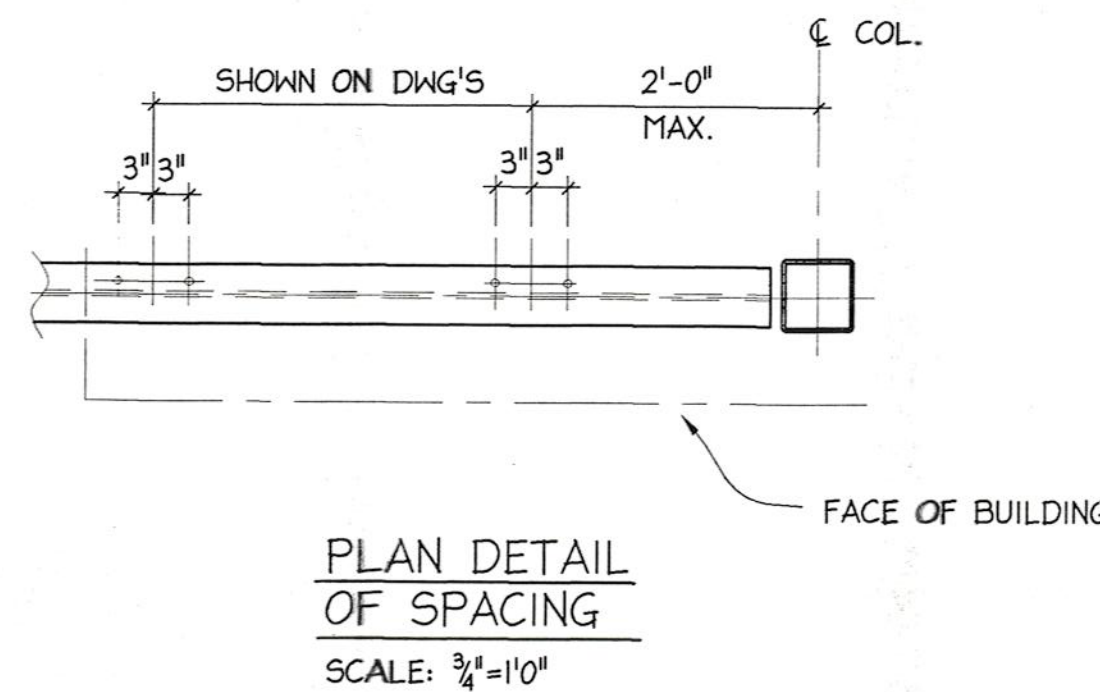 ℄ COL.
SHOWN ON DWG'S
2'-0"
MAX.
3" 3"
3" 3"
FACE OF BUILDING
PLAN DETAIL
OF SPACING
SCALE: ¾"=1'0"